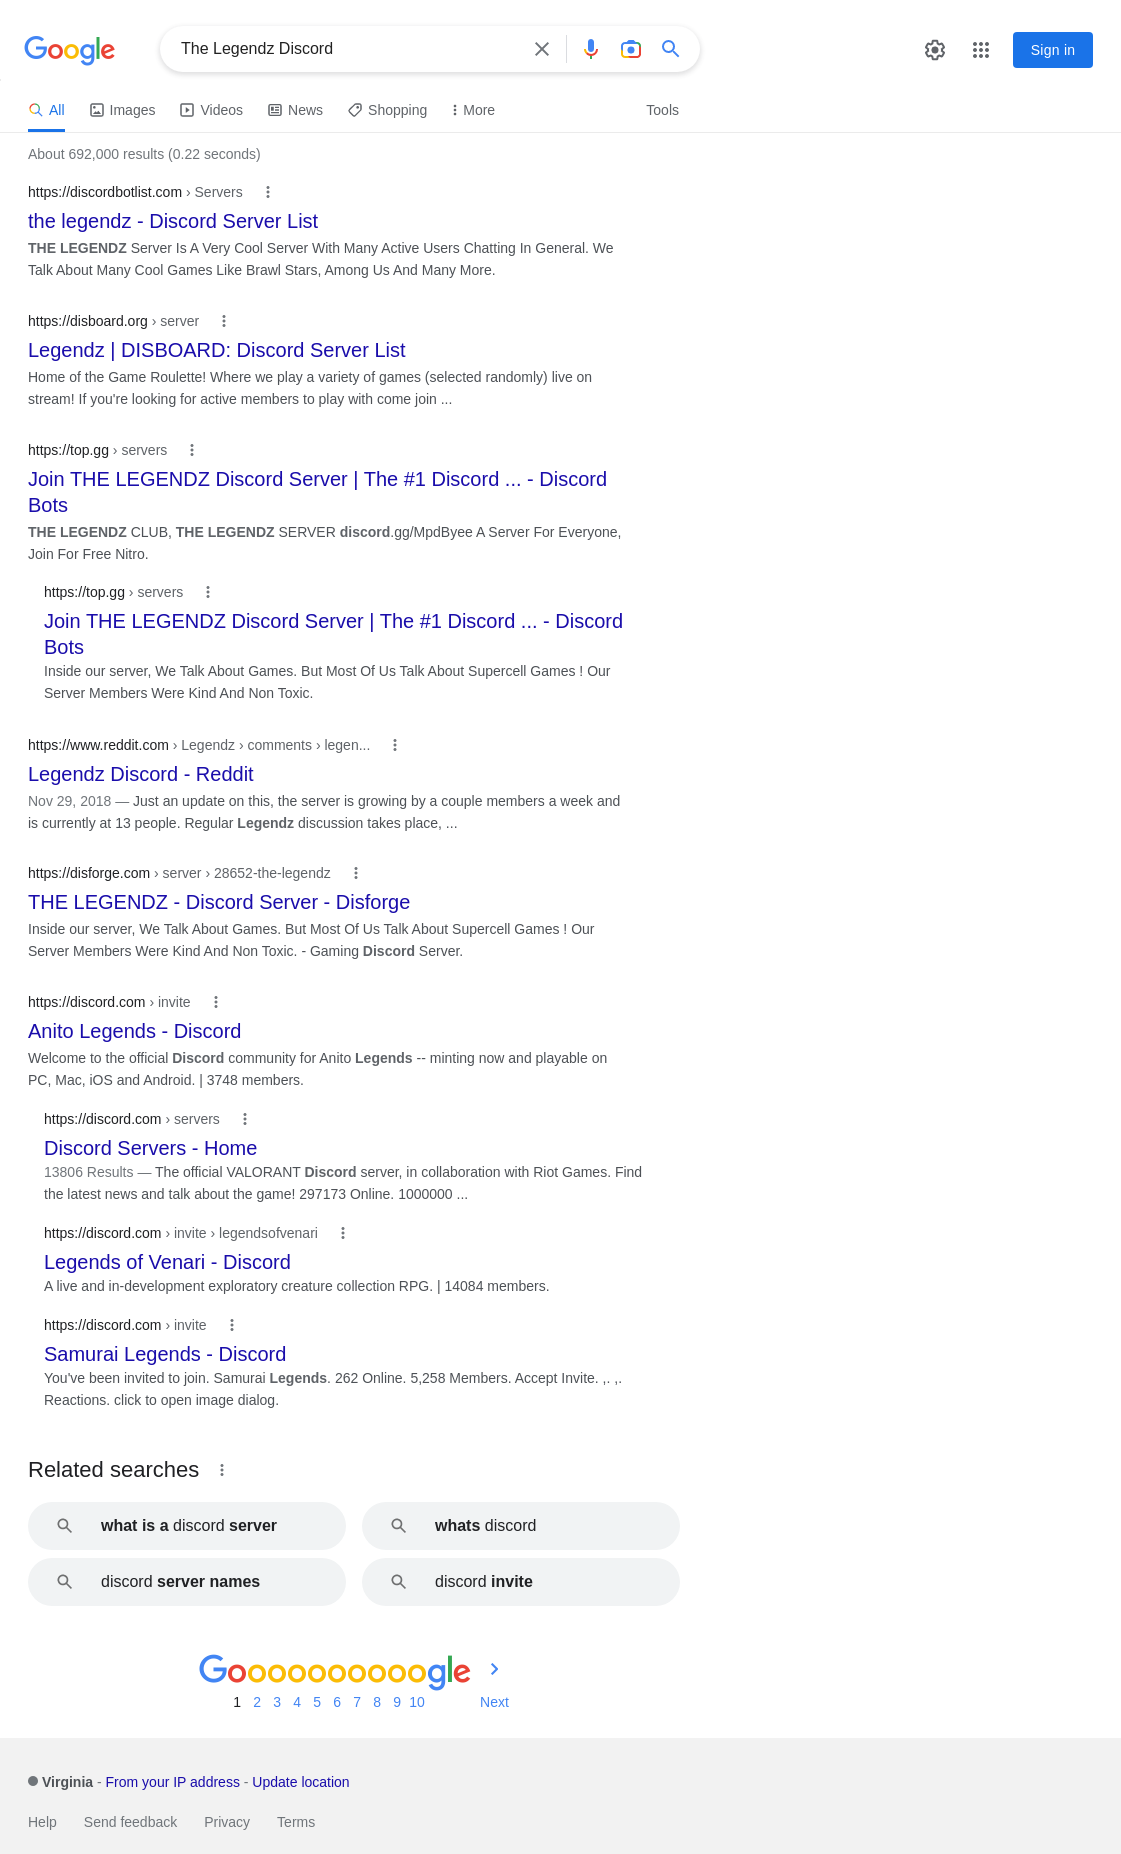 Google
The Legendz Discord
Sign in
All
Images
Videos
News
Shopping
More
Tools
About 692,000 results (0.22 seconds)
https://discordbotlist.com › Servers
the legendz - Discord Server List
THE LEGENDZ Server Is A Very Cool Server With Many Active Users Chatting In General. We
Talk About Many Cool Games Like Brawl Stars, Among Us And Many More.
https://disboard.org › server
Legendz | DISBOARD: Discord Server List
Home of the Game Roulette! Where we play a variety of games (selected randomly) live on
stream! If you're looking for active members to play with come join ...
https://top.gg › servers
Join THE LEGENDZ Discord Server | The #1 Discord ... - Discord
Bots
THE LEGENDZ CLUB, THE LEGENDZ SERVER discord.gg/MpdByee A Server For Everyone,
Join For Free Nitro.
https://top.gg › servers
Join THE LEGENDZ Discord Server | The #1 Discord ... - Discord
Bots
Inside our server, We Talk About Games. But Most Of Us Talk About Supercell Games ! Our
Server Members Were Kind And Non Toxic.
https://www.reddit.com › Legendz › comments › legen...
Legendz Discord - Reddit
Nov 29, 2018 — Just an update on this, the server is growing by a couple members a week and
is currently at 13 people. Regular Legendz discussion takes place, ...
https://disforge.com › server › 28652-the-legendz
THE LEGENDZ - Discord Server - Disforge
Inside our server, We Talk About Games. But Most Of Us Talk About Supercell Games ! Our
Server Members Were Kind And Non Toxic. - Gaming Discord Server.
https://discord.com › invite
Anito Legends - Discord
Welcome to the official Discord community for Anito Legends -- minting now and playable on
PC, Mac, iOS and Android. | 3748 members.
https://discord.com › servers
Discord Servers - Home
13806 Results — The official VALORANT Discord server, in collaboration with Riot Games. Find
the latest news and talk about the game! 297173 Online. 1000000 ...
https://discord.com › invite › legendsofvenari
Legends of Venari - Discord
A live and in-development exploratory creature collection RPG. | 14084 members.
https://discord.com › invite
Samurai Legends - Discord
You've been invited to join. Samurai Legends. 262 Online. 5,258 Members. Accept Invite. ,. ,.
Reactions. click to open image dialog.
Related searches
what is a discord server
whats discord
discord server names
discord invite
Goooooooooogle
1 2 3 4 5 6 7 8 9 10 Next
Virginia - From your IP address - Update location
Help
Send feedback
Privacy
Terms